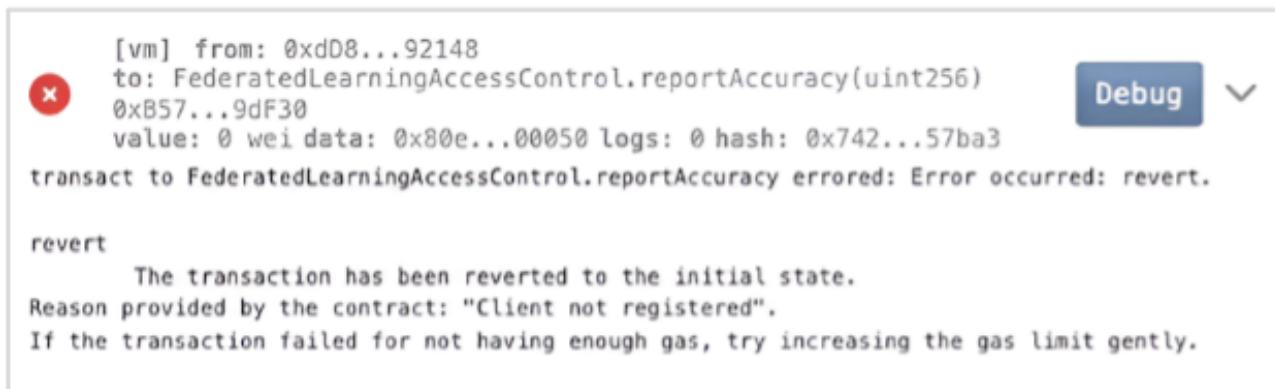 [vm] from: 0xdD8...92148
to: FederatedLearningAccessControl.reportAccuracy(uint256)
0xB57...9dF30
value: 0 wei data: 0x80e...00050 logs: 0 hash: 0x742...57ba3
Debug
transact to FederatedLearningAccessControl.reportAccuracy errored: Error occurred: revert.
revert
The transaction has been reverted to the initial state.
Reason provided by the contract: "Client not registered".
If the transaction failed for not having enough gas, try increasing the gas limit gently.